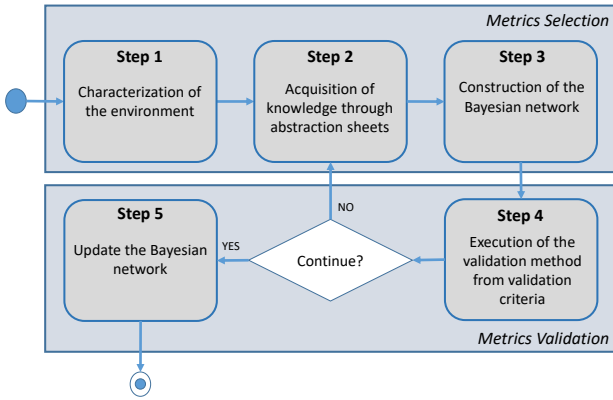 Metrics Selection
Step 1
Characterization of
the environment
Step 2
Acquisition of
knowledge through
abstraction sheets
Step 3
Construction of the
Bayesian network
Step 4
Execution of the
validation method
from validation
criteria
Continue?
NO
YES
Step 5
Update the Bayesian
network
Metrics Validation